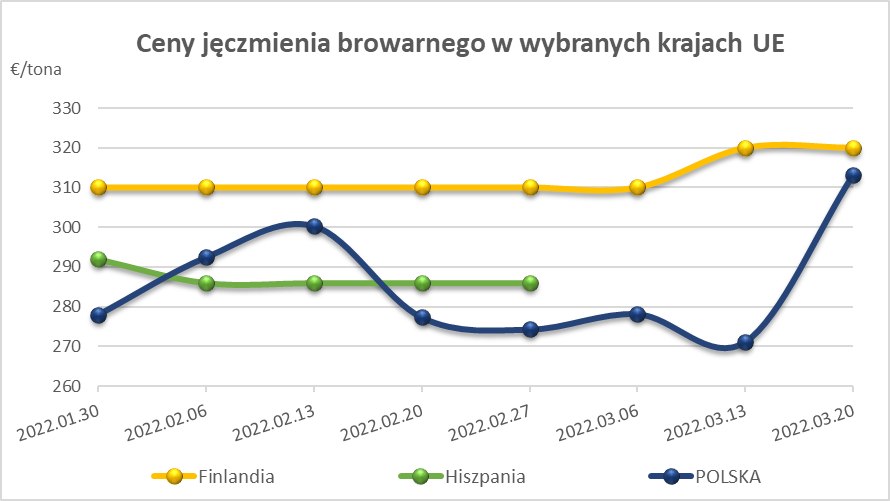 Ceny jęczmienia browarnego w wybranych krajach UE
€/tona
330
320
310
300
290
280
270
260
2022.01.30 2022.02.06 2022.02.13 2022.02.20 2022.02.27 2022.03.06 2022.03.13 2022.03.20
Finlandia Hiszpania POLSKA